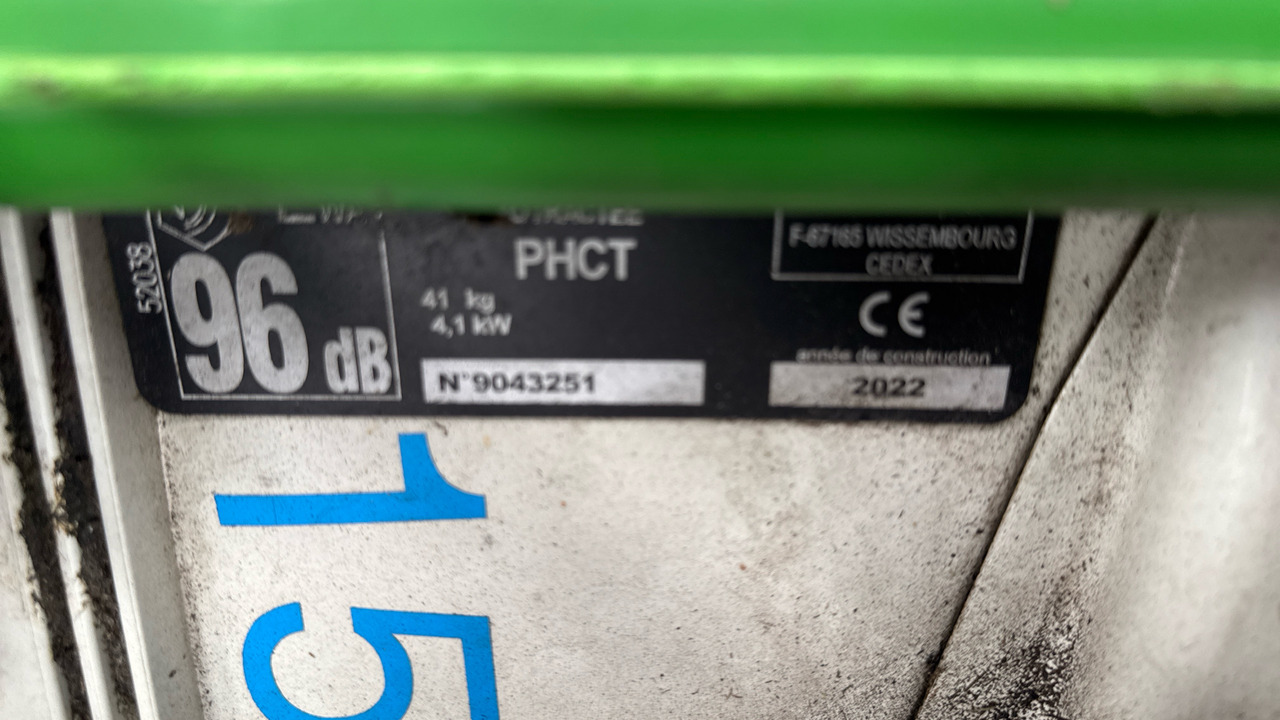 52038
96 dB
PHCT
41 kg
4,1 kW
N°9043251
F-67165 WISSEMBOURG
CEDEX
CE
année de construction
2022
15